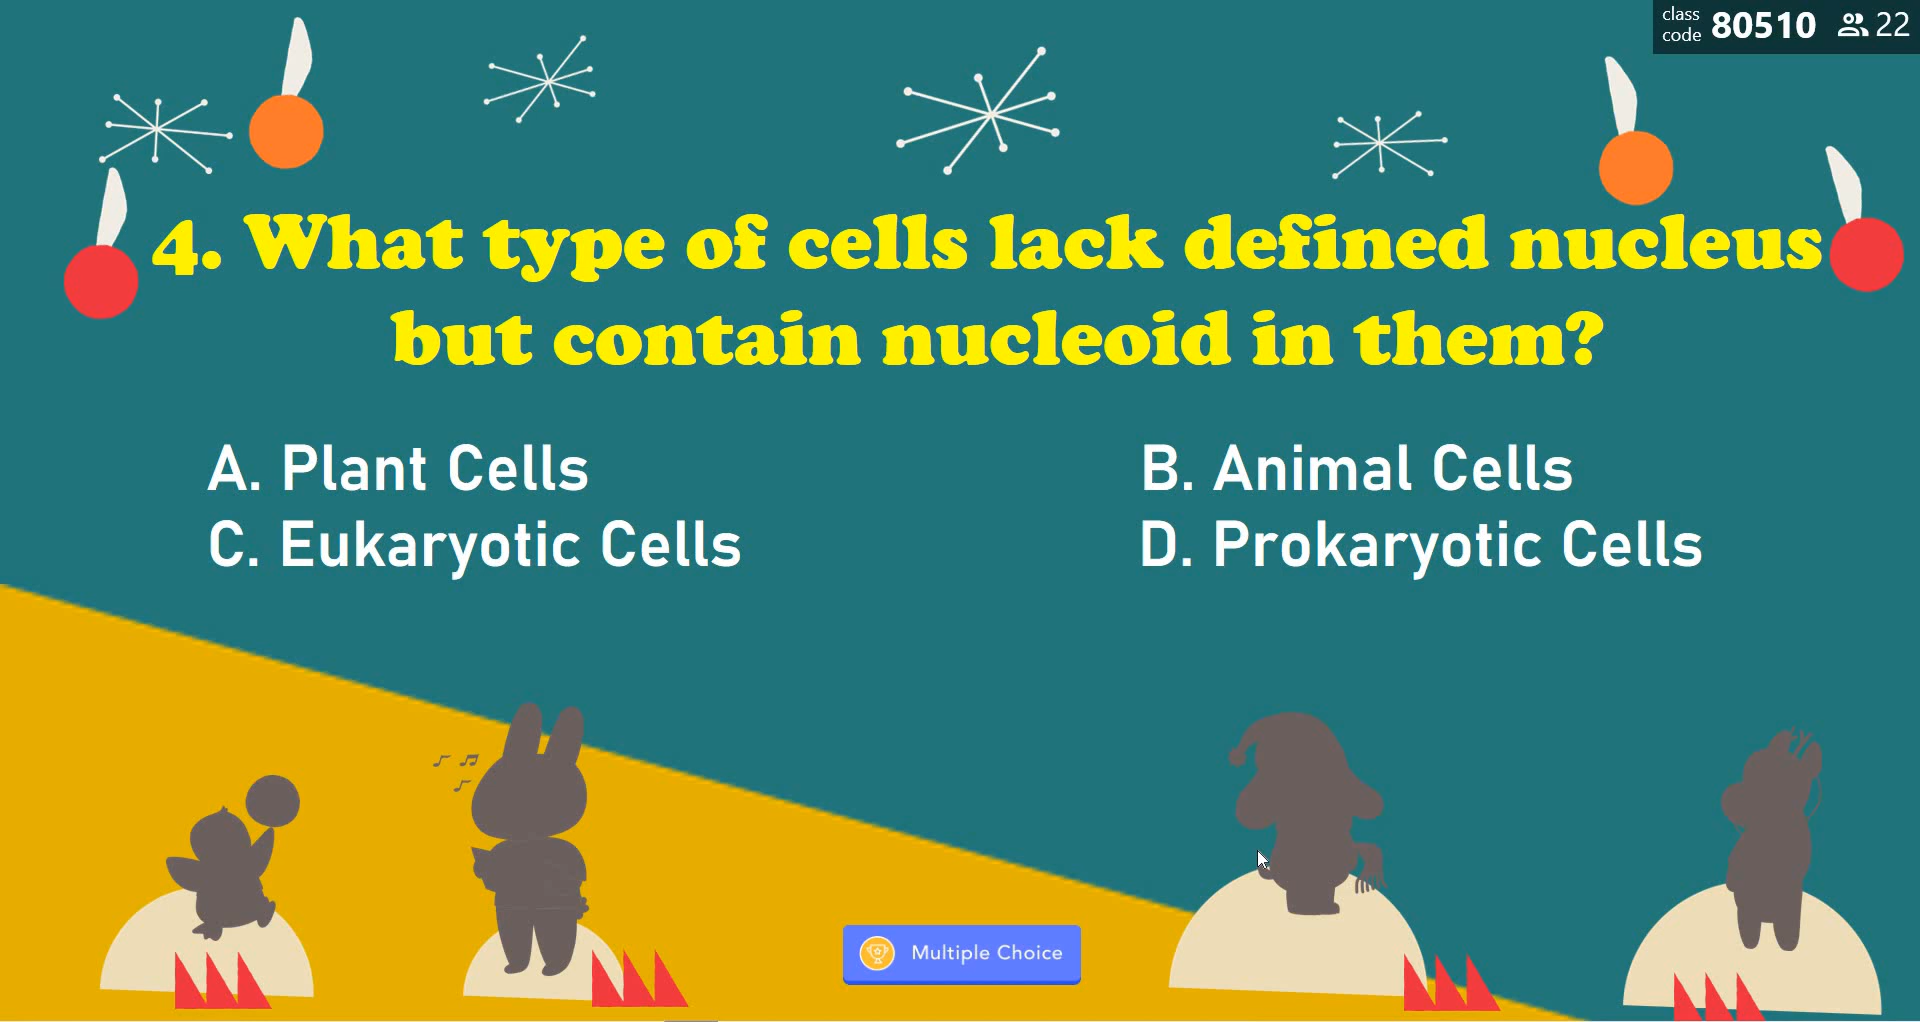 class code 80510 22
4. What type of cells lack defined nucleus
but contain nucleoid in them?
A. Plant Cells
B. Animal Cells
C. Eukaryotic Cells
D. Prokaryotic Cells
Multiple Choice